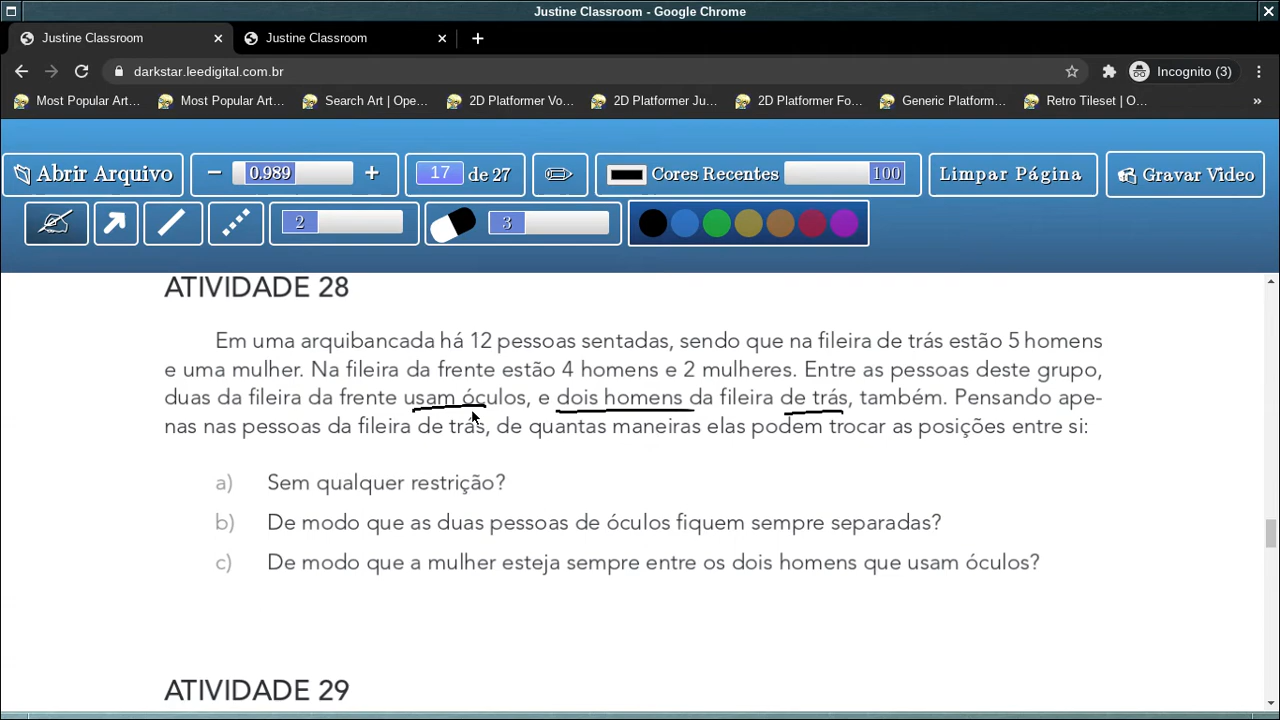 Justine Classroom - Google Chrome
Justine Classroom
Justine Classroom
darkstar.leedigital.com.br
Incognito (3)
Most Popular Art...
Most Popular Art...
Search Art | Ope...
2D Platformer Vo...
2D Platformer Ju...
2D Platformer Fo...
Generic Platform...
Retro Tileset | O...
Abrir Arquivo
0,989
17 de 27
Cores Recentes
100
Limpar Página
Gravar Video
2
3
ATIVIDADE 28
Em uma arquibancada há 12 pessoas sentadas, sendo que na fileira de trás estão 5 homens
e uma mulher. Na fileira da frente estão 4 homens e 2 mulheres. Entre as pessoas deste grupo,
duas da fileira da frente usam óculos, e dois homens da fileira de trás, também. Pensando ape-
nas nas pessoas da fileira de trás, de quantas maneiras elas podem trocar as posições entre si:
a) Sem qualquer restrição?
b) De modo que as duas pessoas de óculos fiquem sempre separadas?
c) De modo que a mulher esteja sempre entre os dois homens que usam óculos?
ATIVIDADE 29